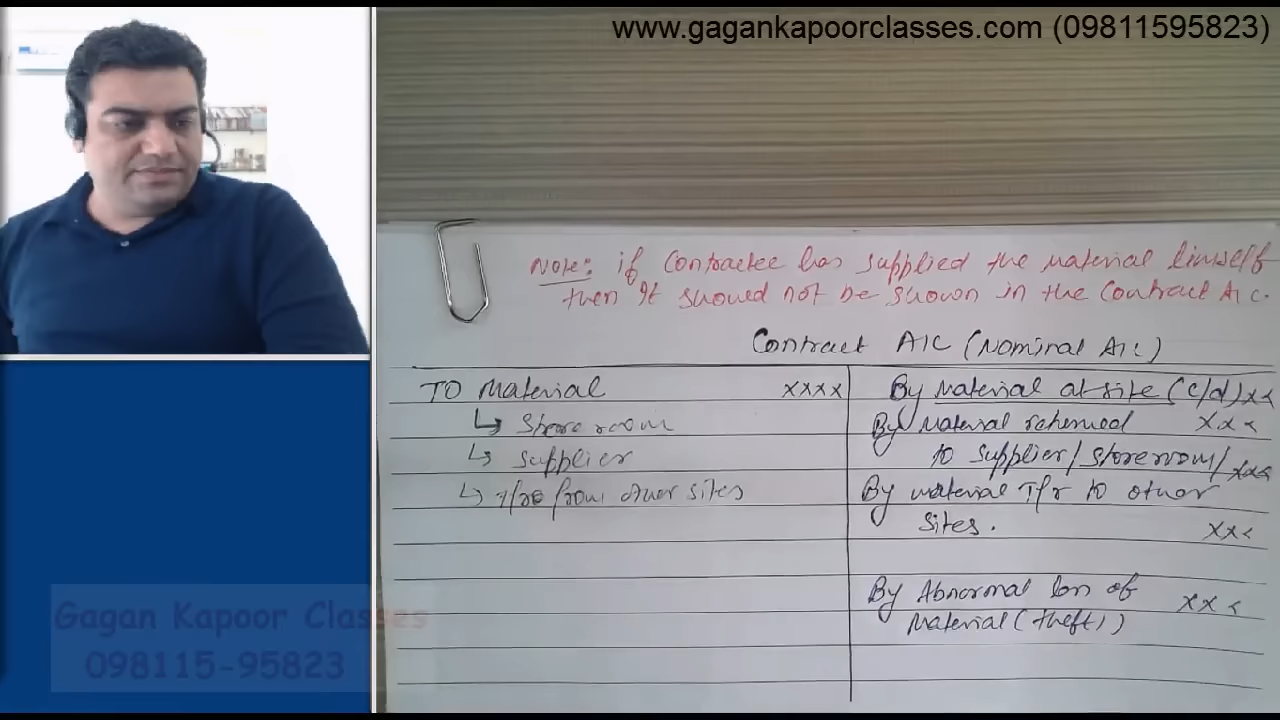 www.gagankapoorclasses.com (09811595823)
Note: if Contractee has supplied the material himself
then It should not be shown in the Contract A/C.
Contract A/C (Nominal A/c)
TO Material xxxx
↳ Store room
↳ Supplier
↳ T/re from other sites
By Material at site (c/d) xx
By Material returned xxx
to supplier/storeroom/ xxx
By material T/r to other
sites. xxx
By Abnormal loss of xxx
Material (theft)
Gagan Kapoor Classes
098115-95823